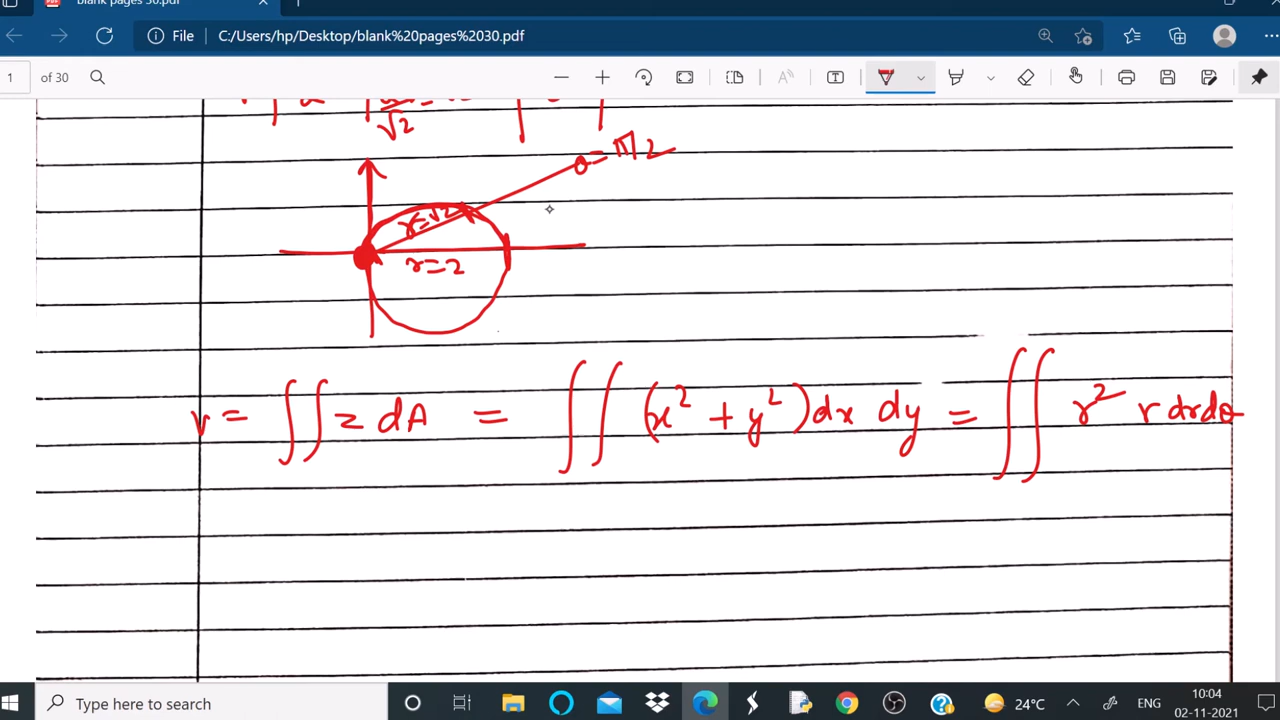 blank pages 30.pdf
File C:/Users/hp/Desktop/blank%20pages%2030.pdf
1 of 30
√2
θ = π/2
r=√2
r=2
v = ∬ z dA = ∬ (x² + y²) dx dy = ∬ r² r dr dθ
Type here to search
24°C
ENG
10:04
02-11-2021